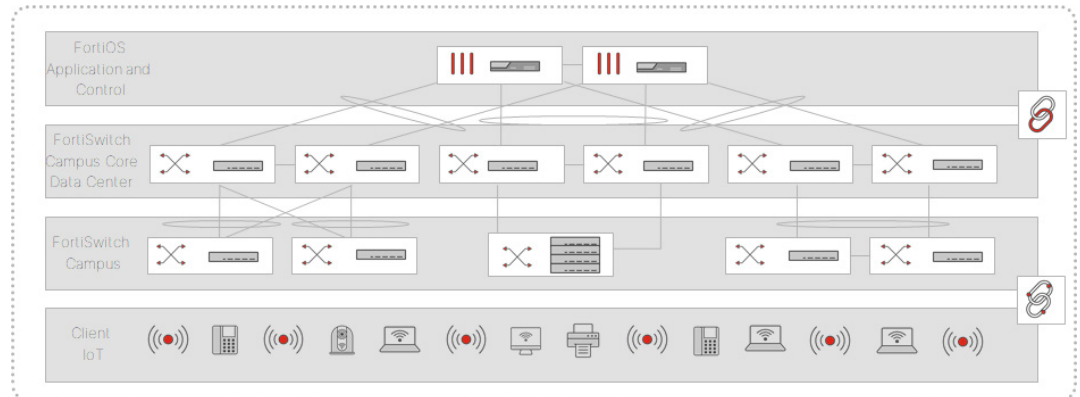 FortiOS
Application and
Control
FortiSwitch
Campus Core
Data Center
FortiSwitch
Campus
Client
IoT